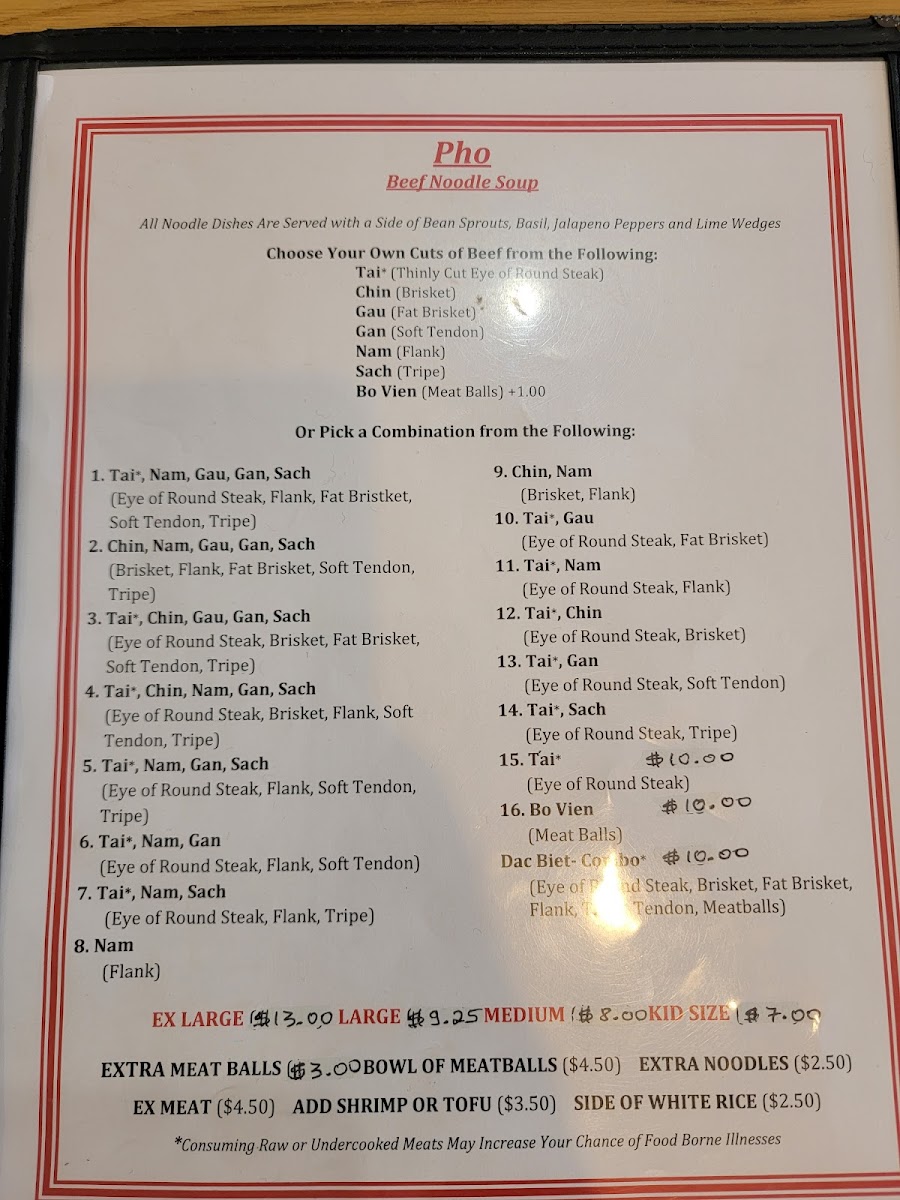 Pho
Beef Noodle Soup
All Noodle Dishes Are Served with a Side of Bean Sprouts, Basil, Jalapeno Peppers and Lime Wedges
Choose Your Own Cuts of Beef from the Following:
Tai* (Thinly Cut Eye of Round Steak)
Chin (Brisket)
Gau (Fat Brisket)
Gan (Soft Tendon)
Nam (Flank)
Sach (Tripe)
Bo Vien (Meat Balls) +1.00
Or Pick a Combination from the Following:
1. Tai*, Nam, Gau, Gan, Sach
(Eye of Round Steak, Flank, Fat Bristket,
Soft Tendon, Tripe)
2. Chin, Nam, Gau, Gan, Sach
(Brisket, Flank, Fat Brisket, Soft Tendon,
Tripe)
3. Tai*, Chin, Gau, Gan, Sach
(Eye of Round Steak, Brisket, Fat Brisket,
Soft Tendon, Tripe)
4. Tai*, Chin, Nam, Gan, Sach
(Eye of Round Steak, Brisket, Flank, Soft
Tendon, Tripe)
5. Tai*, Nam, Gan, Sach
(Eye of Round Steak, Flank, Soft Tendon,
Tripe)
6. Tai*, Nam, Gan
(Eye of Round Steak, Flank, Soft Tendon)
7. Tai*, Nam, Sach
(Eye of Round Steak, Flank, Tripe)
8. Nam
(Flank)
9. Chin, Nam
(Brisket, Flank)
10. Tai*, Gau
(Eye of Round Steak, Fat Brisket)
11. Tai*, Nam
(Eye of Round Steak, Flank)
12. Tai*, Chin
(Eye of Round Steak, Brisket)
13. Tai*, Gan
(Eye of Round Steak, Soft Tendon)
14. Tai*, Sach
(Eye of Round Steak, Tripe)
15. Tai* $10.00
(Eye of Round Steak)
16. Bo Vien $10.00
(Meat Balls)
Dac Biet- Combo* $10.00
(Eye of Round Steak, Brisket, Fat Brisket,
Flank, Tendon, Meatballs)
EX LARGE ($13.00 LARGE $9.25 MEDIUM ($8.00 KID SIZE ($7.00
EXTRA MEAT BALLS ($3.00 BOWL OF MEATBALLS ($4.50) EXTRA NOODLES ($2.50)
EX MEAT ($4.50) ADD SHRIMP OR TOFU ($3.50) SIDE OF WHITE RICE ($2.50)
*Consuming Raw or Undercooked Meats May Increase Your Chance of Food Borne Illnesses